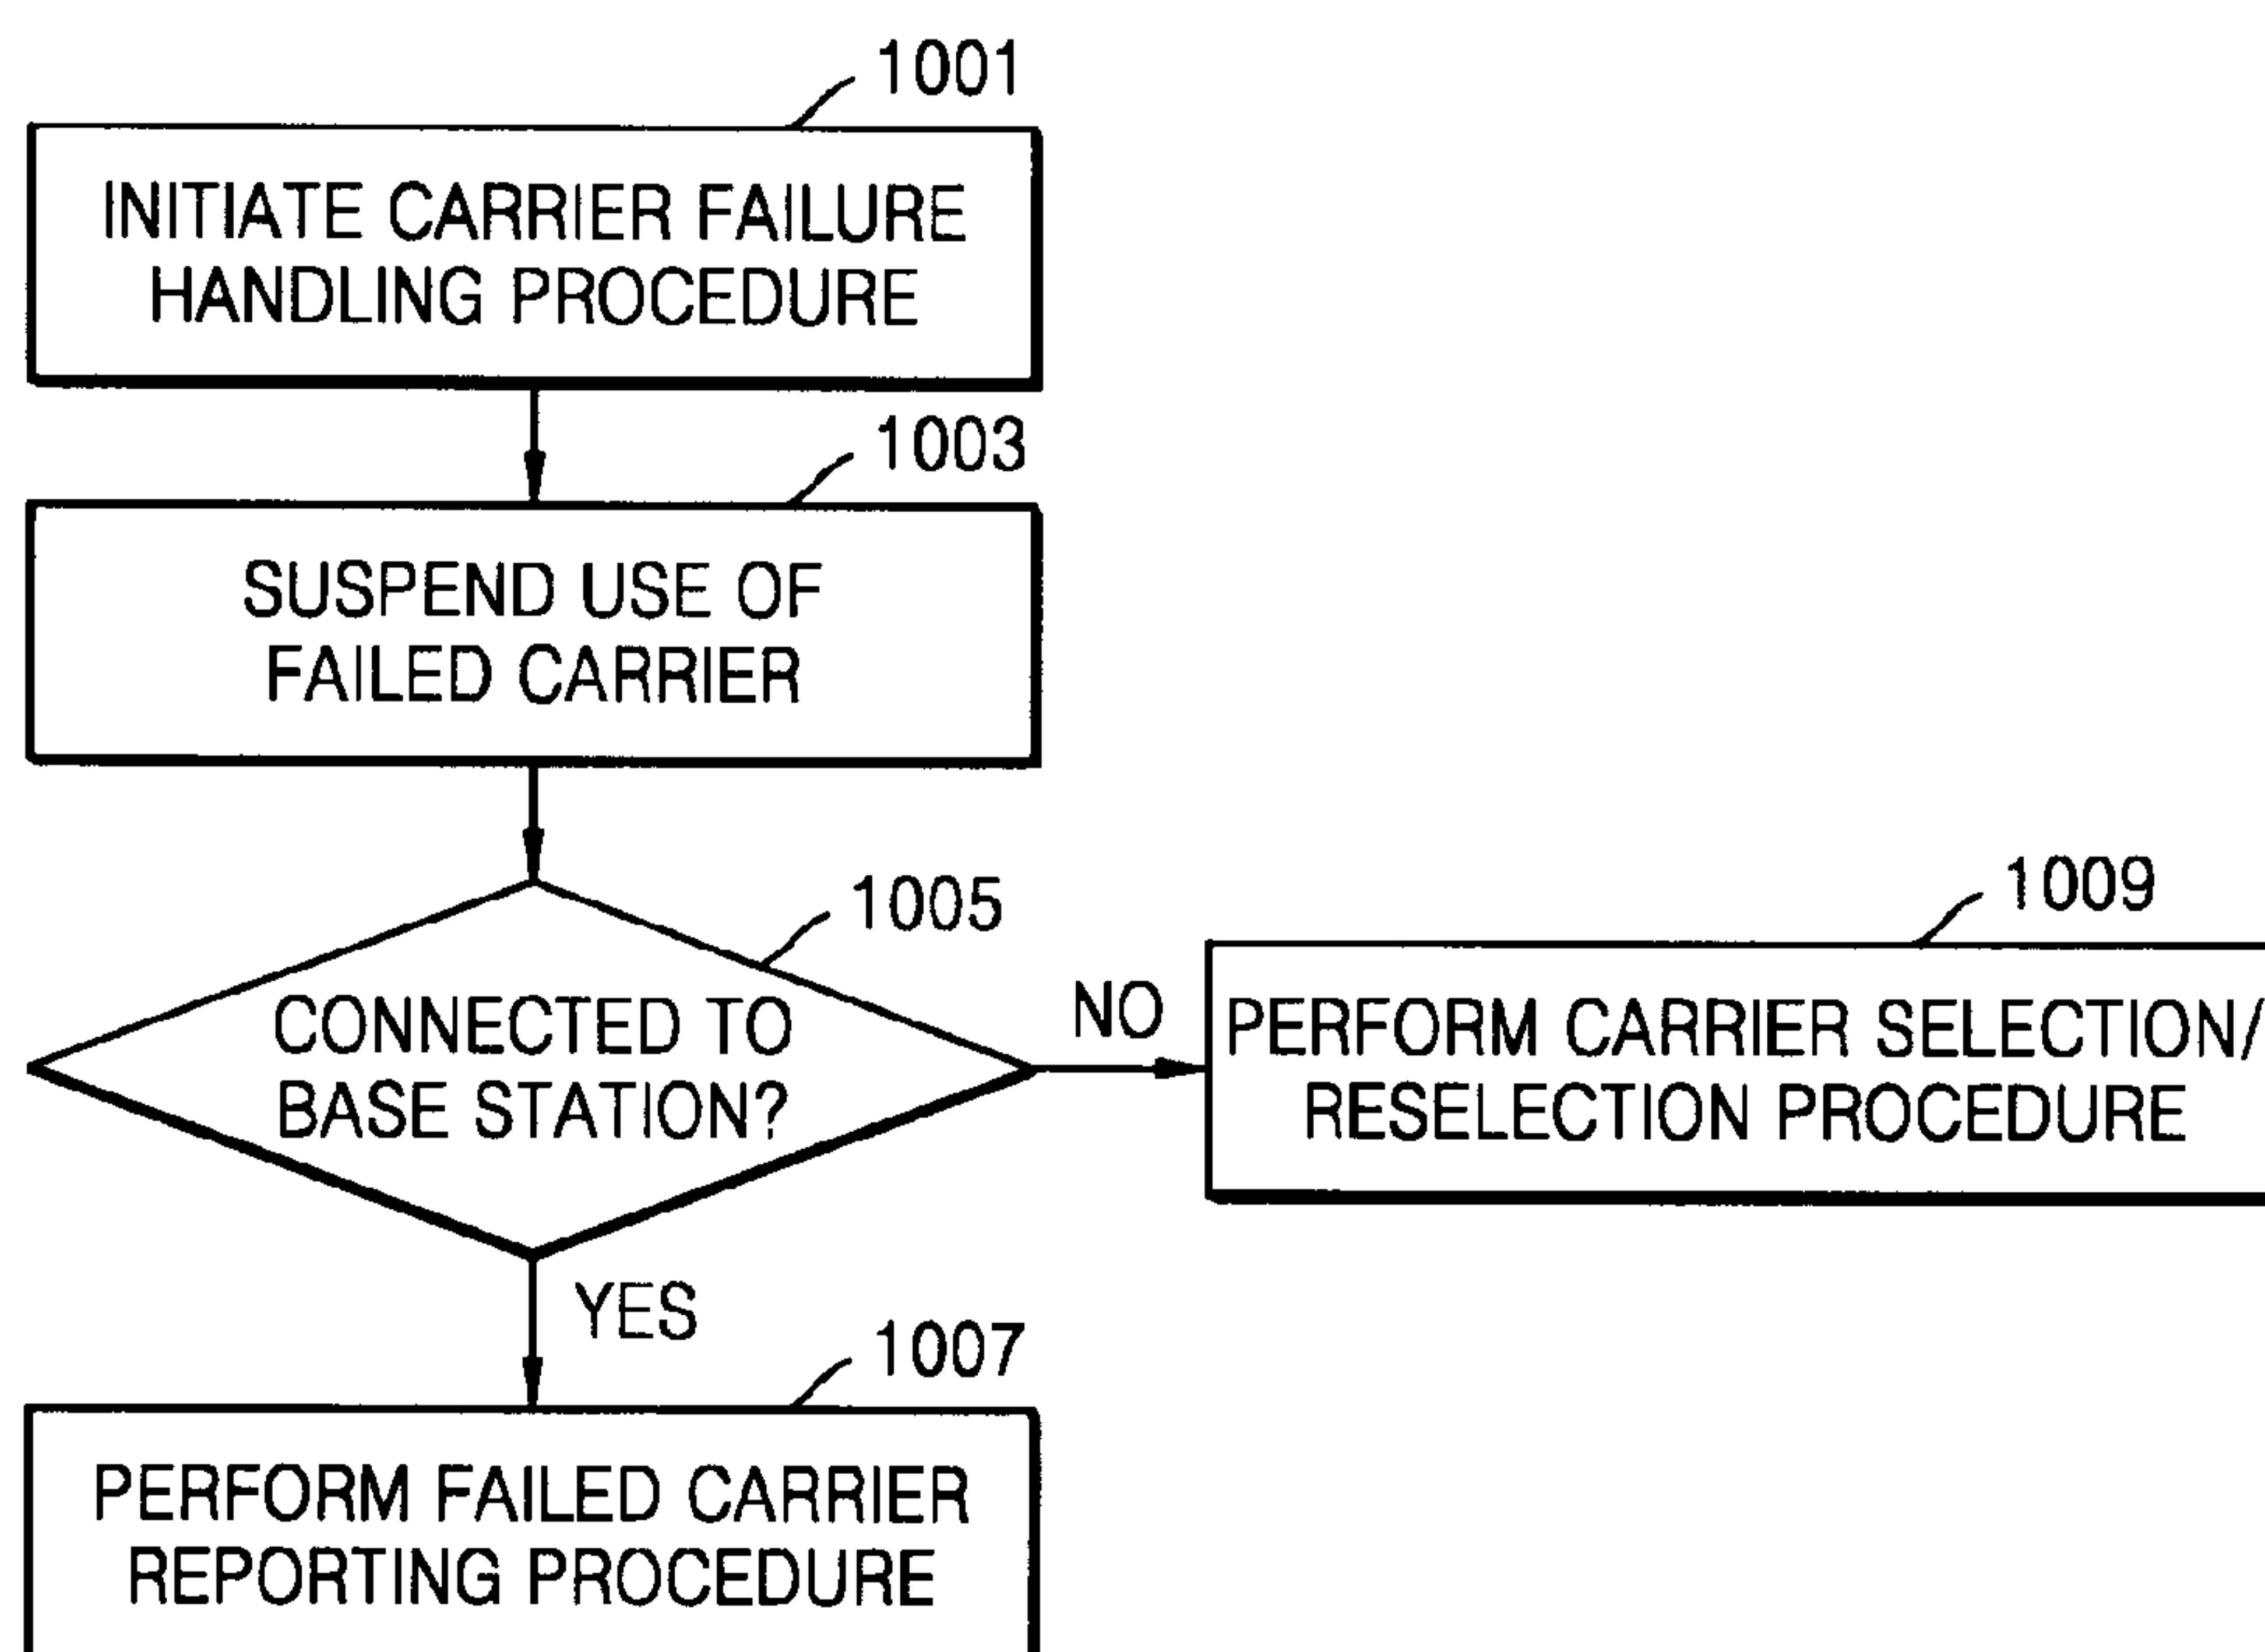 1001
INITIATE CARRIER FAILURE
HANDLING PROCEDURE
1003
SUSPEND USE OF
FAILED CARRIER
1005
CONNECTED TO
BASE STATION?
NO
1009
PERFORM CARRIER SELECTION/
RESELECTION PROCEDURE
YES
1007
PERFORM FAILED CARRIER
REPORTING PROCEDURE